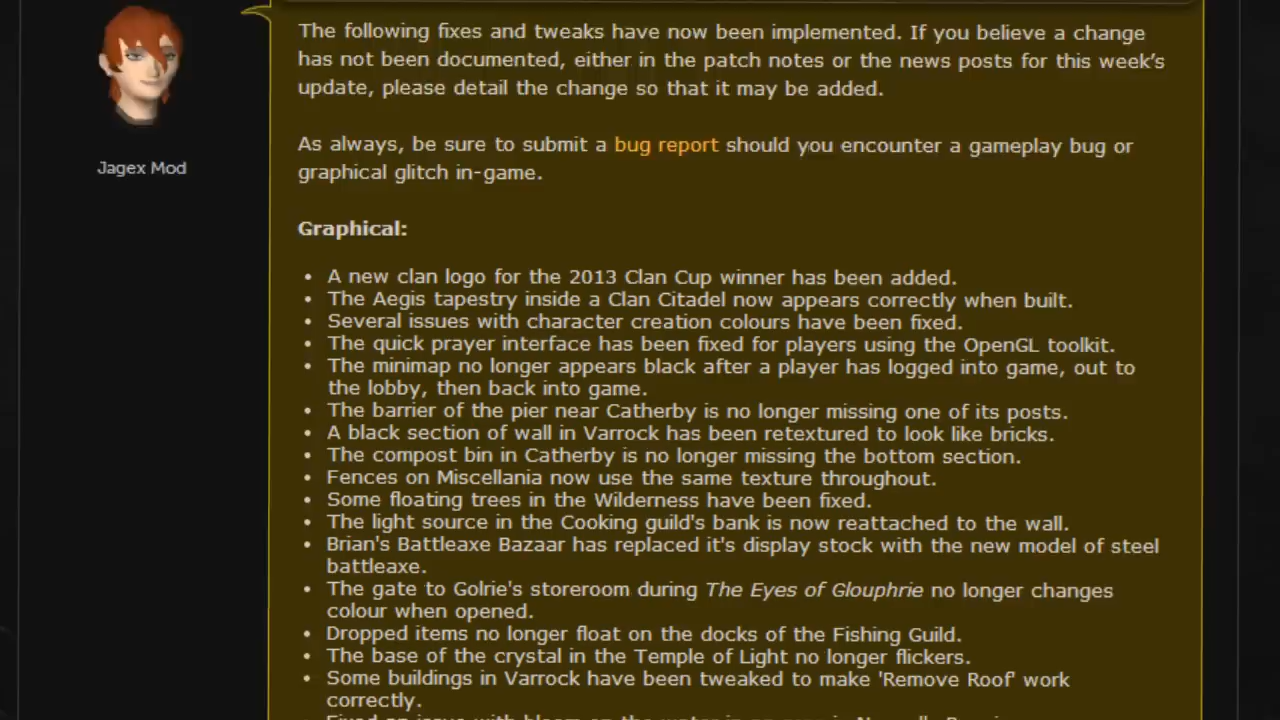 The following fixes and tweaks have now been implemented. If you believe a change
has not been documented, either in the patch notes or the news posts for this week's
update, please detail the change so that it may be added.
As always, be sure to submit a bug report should you encounter a gameplay bug or
Jagex Mod
graphical glitch in-game.
Graphical:
• A new clan logo for the 2013 Clan Cup winner has been added.
• The Aegis tapestry inside a Clan Citadel now appears correctly when built.
• Several issues with character creation colours have been fixed.
• The quick prayer interface has been fixed for players using the OpenGL toolkit.
• The minimap no longer appears black after a player has logged into game, out to
the lobby, then back into game.
• The barrier of the pier near Catherby is no longer missing one of its posts.
• A black section of wall in Varrock has been retextured to look like bricks.
• The compost bin in Catherby is no longer missing the bottom section.
• Fences on Miscellania now use the same texture throughout.
• Some floating trees in the Wilderness have been fixed.
• The light source in the Cooking guild's bank is now reattached to the wall.
• Brian's Battleaxe Bazaar has replaced it's display stock with the new model of steel
battleaxe.
• The gate to Golrie's storeroom during The Eyes of Glouphrie no longer changes
colour when opened.
• Dropped items no longer float on the docks of the Fishing Guild.
• The base of the crystal in the Temple of Light no longer flickers.
• Some buildings in Varrock have been tweaked to make 'Remove Roof' work
correctly.